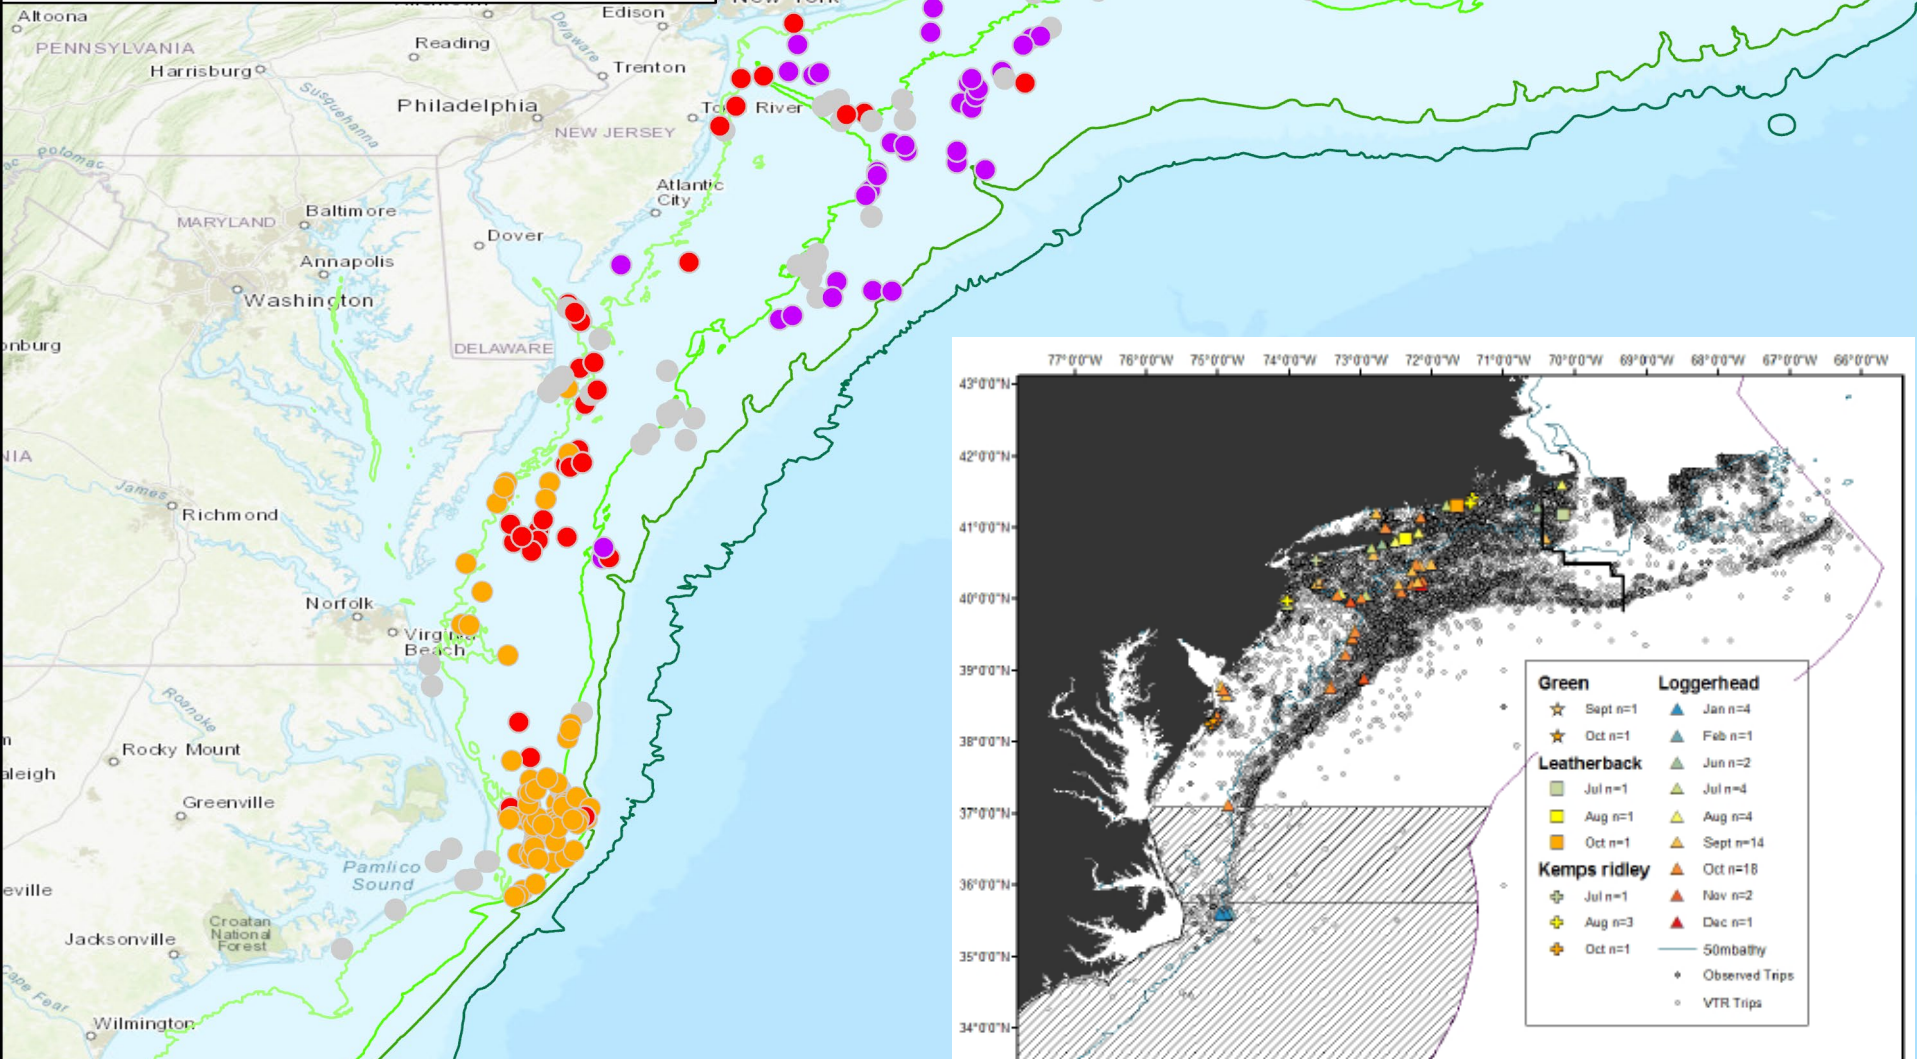 Altoona
Edison
PENNSYLVANIA
Reading
Delaware
Harrisburg
Trenton
Susquehanna
Philadelphia
River
NEW JERSEY
Potomac
Atlantic
City
MARYLAND
Baltimore
Dover
Annapolis
Washington
onburg
DELAWARE
NIA
James
Richmond
Norfolk
Virginia
Beach
Roanoke
Rocky Mount
aleigh
Greenville
Pamlico
Sound
eville
Croatan
National
Forest
Jacksonville
Cape Fear
Wilmington
77°0'0"W 76°0'0"W 75°0'0"W 74°0'0"W 73°0'0"W 72°0'0"W 71°0'0"W 70°0'0"W 69°0'0"W 68°0'0"W 67°0'0"W 66°0'0"W
43°0'0"N
42°0'0"N
41°0'0"N
40°0'0"N
39°0'0"N
38°0'0"N
37°0'0"N
36°0'0"N
35°0'0"N
34°0'0"N
Green
Sept n=1
Oct n=1
Leatherback
Jul n=1
Aug n=1
Oct n=1
Kemps ridley
Jul n=1
Aug n=3
Oct n=1
Loggerhead
Jan n=4
Feb n=1
Jun n=2
Jul n=4
Aug n=4
Sept n=14
Oct n=18
Nov n=2
Dec n=1
50mbathy
Observed Trips
VTR Trips